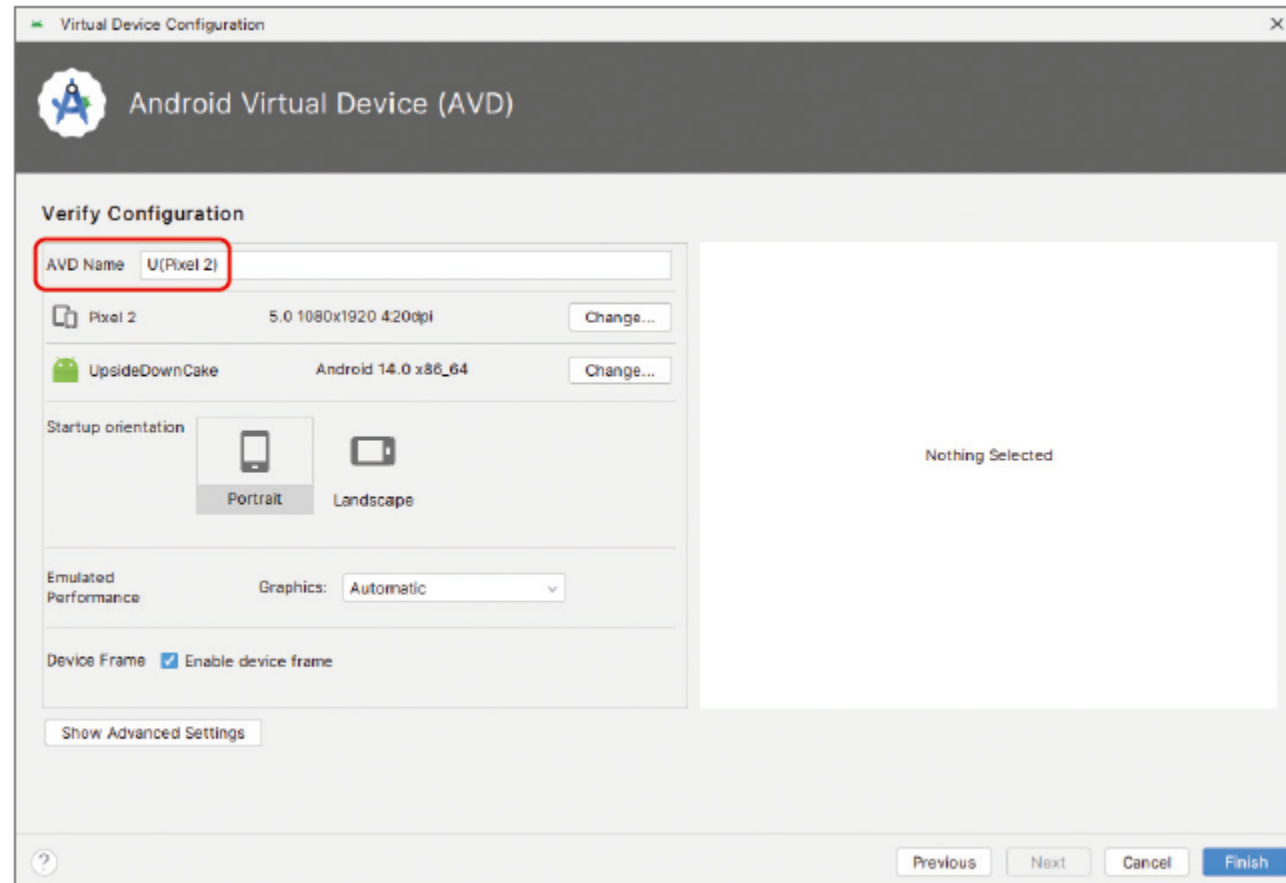 Virtual Device Configuration
Android Virtual Device (AVD)
Verify Configuration
AVD Name U(Pixel 2)
Pixel 2 5.0 1080x1920 420dpi Change...
UpsideDownCake Android 14.0 x86_64 Change...
Startup orientation
Nothing Selected
Portrait Landscape
Emulated
Performance
Graphics: Automatic
Device Frame Enable device frame
Show Advanced Settings
? Previous Next Cancel Finish